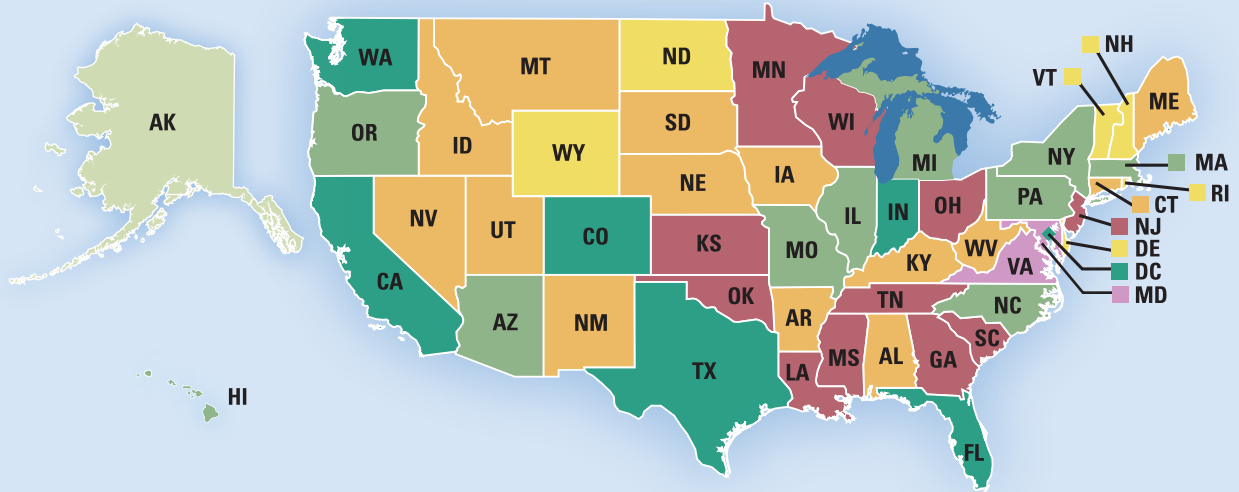 WA
MT
ND
MN
NH
VT
ME
AK
OR
ID
SD
WI
WY
MI
NY
MA
NE
IA
PA
RI
CT
NV
UT
CO
KS
MO
IL
IN
OH
NJ
WV
DE
VA
DC
KY
MD
CA
AZ
NM
OK
AR
TN
NC
SC
TX
LA
MS
AL
GA
HI
FL